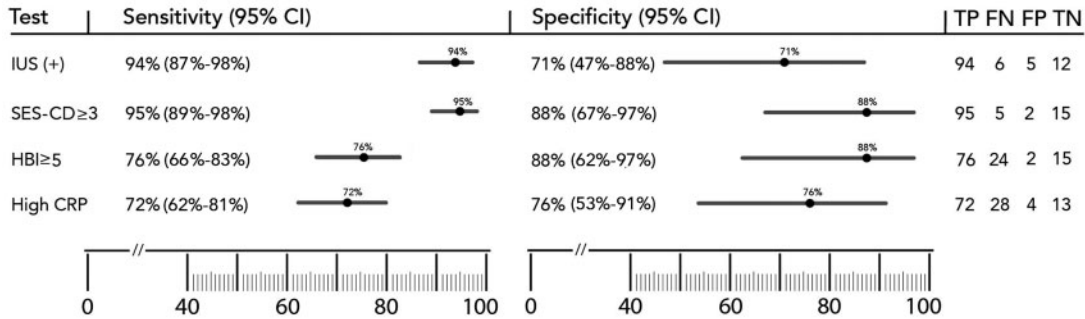 Test Sensitivity (95% CI) Specificity (95% CI) TP FN FP TN
94% 71%
IUS (+) 94% (87%-98%) 71% (47%-88%) 94 6 5 12
95% 88%
SES-CD≥3 95% (89%-98%) 88% (67%-97%) 95 5 2 15
76% 88%
HBI≥5 76% (66%-83%) 88% (62%-97%) 76 24 2 15
72% 76%
High CRP 72% (62%-81%) 76% (53%-91%) 72 28 4 13
0 // 40 60 80 100 0 // 40 60 80 100